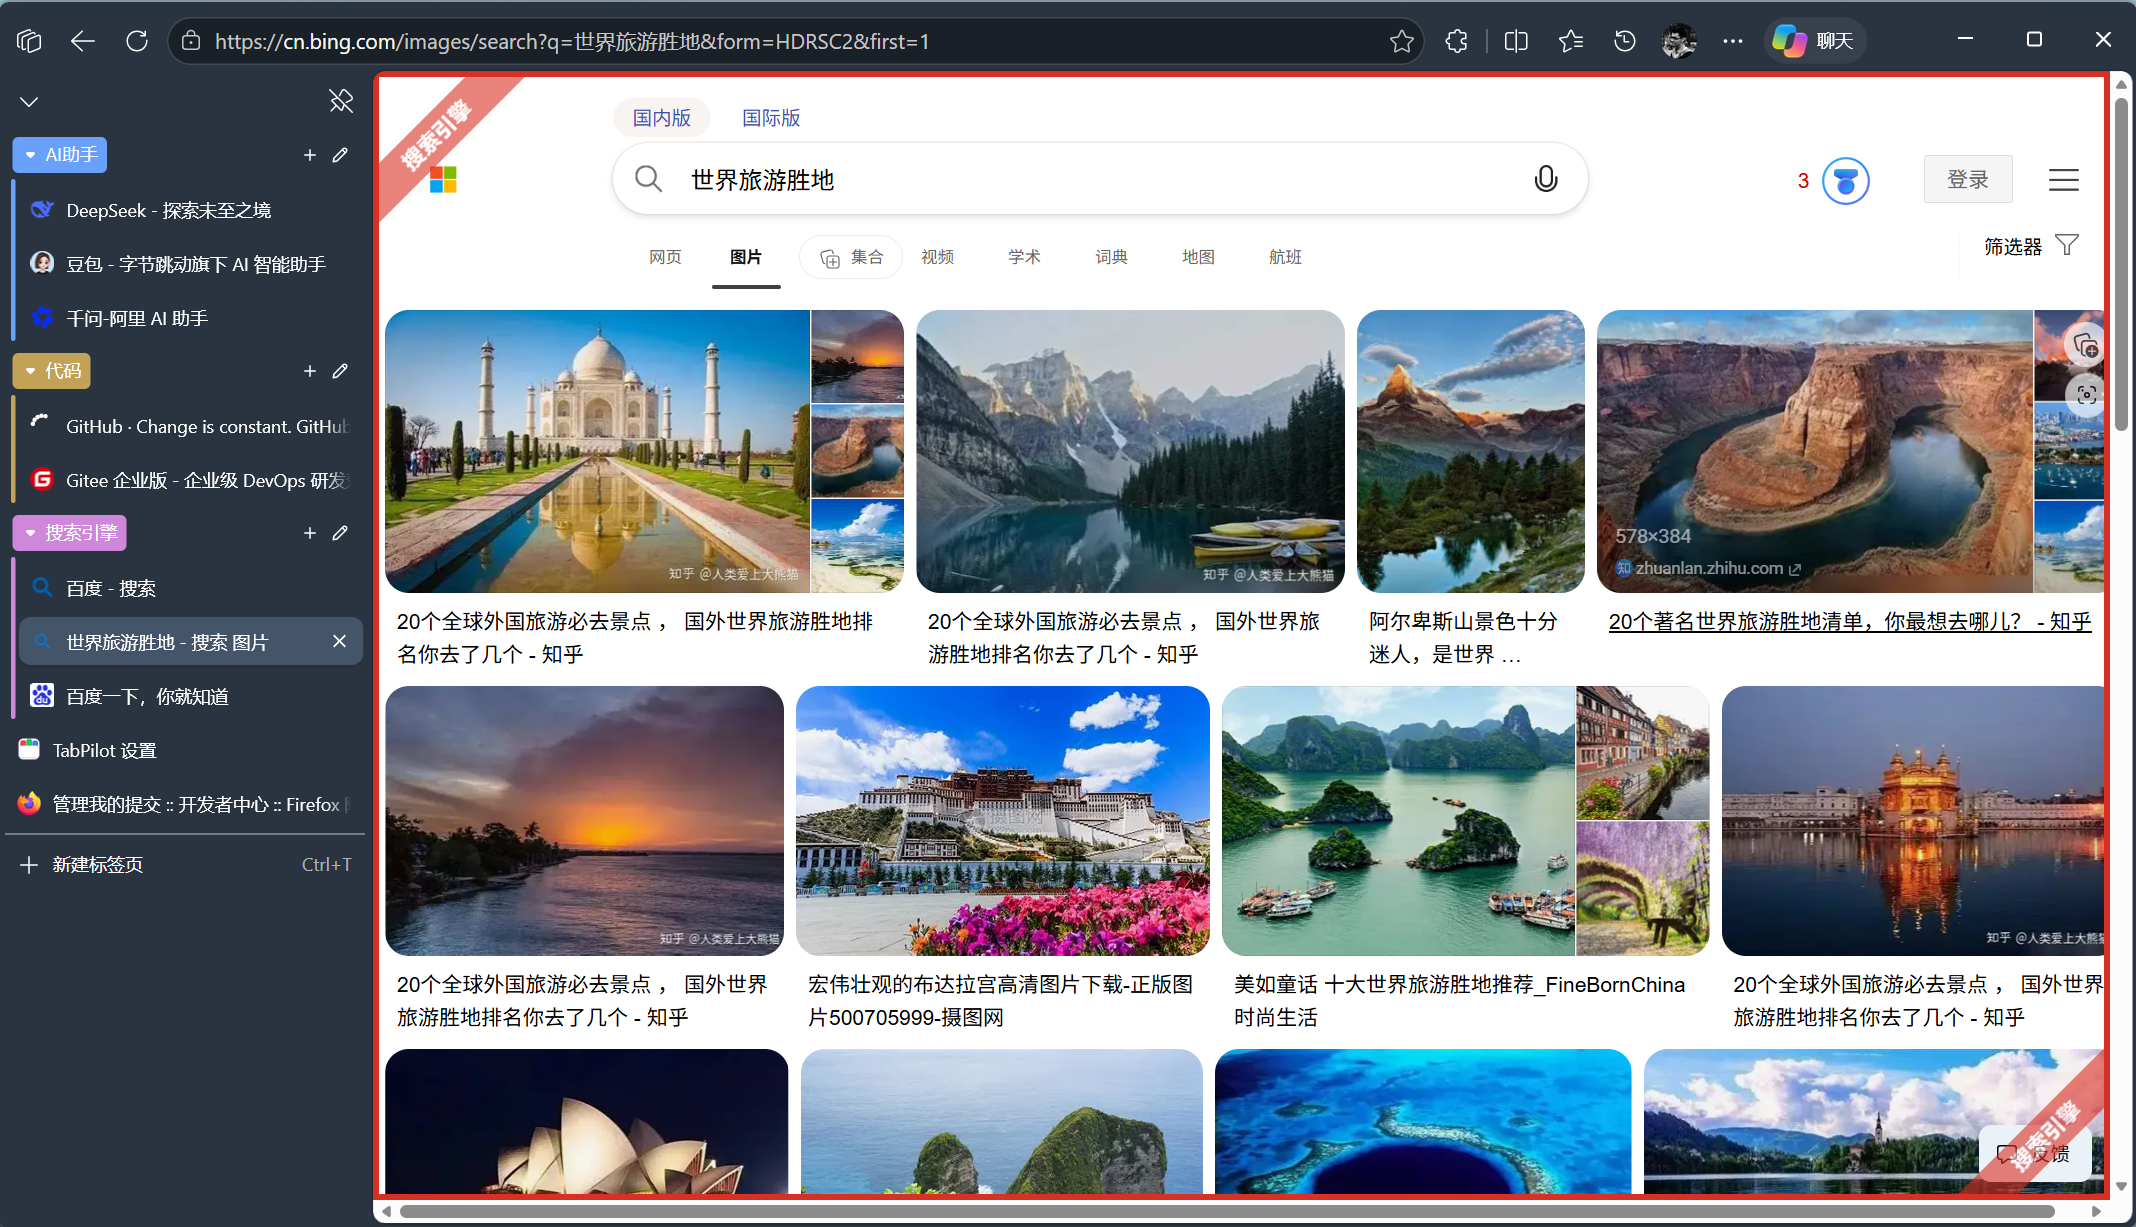 https://cn.bing.com/images/search?q=世界旅游胜地&form=HDRSC2&first=1
聊天
AI助手
DeepSeek - 探索未至之境
豆包 - 字节跳动旗下 AI 智能助手
千问-阿里 AI 助手
代码
GitHub · Change is constant. GitHub
Gitee 企业版 - 企业级 DevOps 研发
搜索引擎
百度 - 搜索
世界旅游胜地 - 搜索 图片
百度一下，你就知道
TabPilot 设置
管理我的提交 :: 开发者中心 :: Firefox
新建标签页 Ctrl+T
搜索引擎
国内版 国际版
世界旅游胜地
3
登录
网页 图片 集合 视频 学术 词典 地图 航班
筛选器
知乎 @人类爱上大熊猫
知乎 @人类爱上大熊猫
578×384
知 zhuanlan.zhihu.com
20个全球外国旅游必去景点 ， 国外世界旅游胜地排
名你去了几个 - 知乎
20个全球外国旅游必去景点 ， 国外世界旅
游胜地排名你去了几个 - 知乎
阿尔卑斯山景色十分
迷人，是世界 …
20个著名世界旅游胜地清单，你最想去哪儿？ - 知乎
知乎 @人类爱上大熊猫
摄图网
知乎 @人类爱上大熊猫
20个全球外国旅游必去景点 ， 国外世界
旅游胜地排名你去了几个 - 知乎
宏伟壮观的布达拉宫高清图片下载-正版图
片500705999-摄图网
美如童话 十大世界旅游胜地推荐_FineBornChina
时尚生活
20个全球外国旅游必去景点 ， 国外世界
旅游胜地排名你去了几个 - 知乎
反馈
搜索引擎